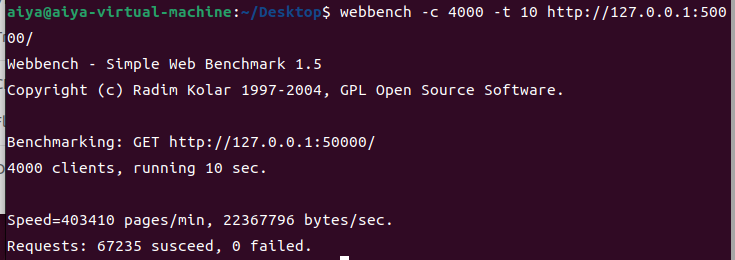 aiya@aiya-virtual-machine:~/Desktop$ webbench -c 4000 -t 10 http://127.0.0.1:500
00/
Webbench - Simple Web Benchmark 1.5
Copyright (c) Radim Kolar 1997-2004, GPL Open Source Software.
Benchmarking: GET http://127.0.0.1:50000/
4000 clients, running 10 sec.
Speed=403410 pages/min, 22367796 bytes/sec.
Requests: 67235 susceed, 0 failed.